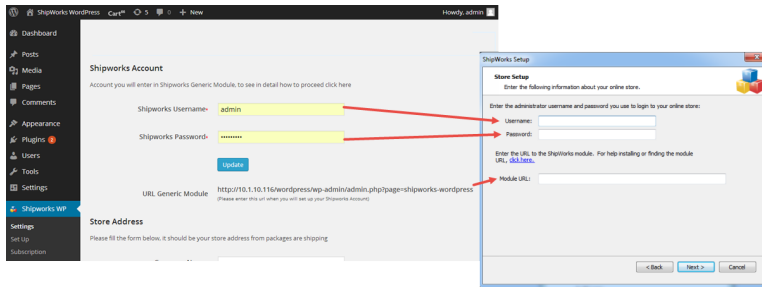 ShipWorks WordPress Cart66 5 0 + New Howdy, admin
Dashboard
Posts
Media
Pages
Comments
Appearance
Plugins 1
Users
Tools
Settings
Shipworks WP
Settings
Set Up
Subscription
Shipworks Account
Account you will enter in Shipworks Generic Module, to see in detail how to proceed click here
Shipworks Username*
admin
Shipworks Password*
•••••••••
Update
URL Generic Module
http://10.1.10.116/wordpress/wp-admin/admin.php?page=shipworks-wordpress
(Please enter this url when you will set up your Shipworks Account)
Store Address
Please fill the form below, it should be your store address from packages are shipping
ShipWorks Setup
Store Setup
Enter the following information about your online store.
Enter the administrator username and password you use to login to your online store:
Username:
Password:
Enter the URL to the ShipWorks module. For help installing or finding the module
URL, click here.
Module URL:
< Back
Next >
Cancel